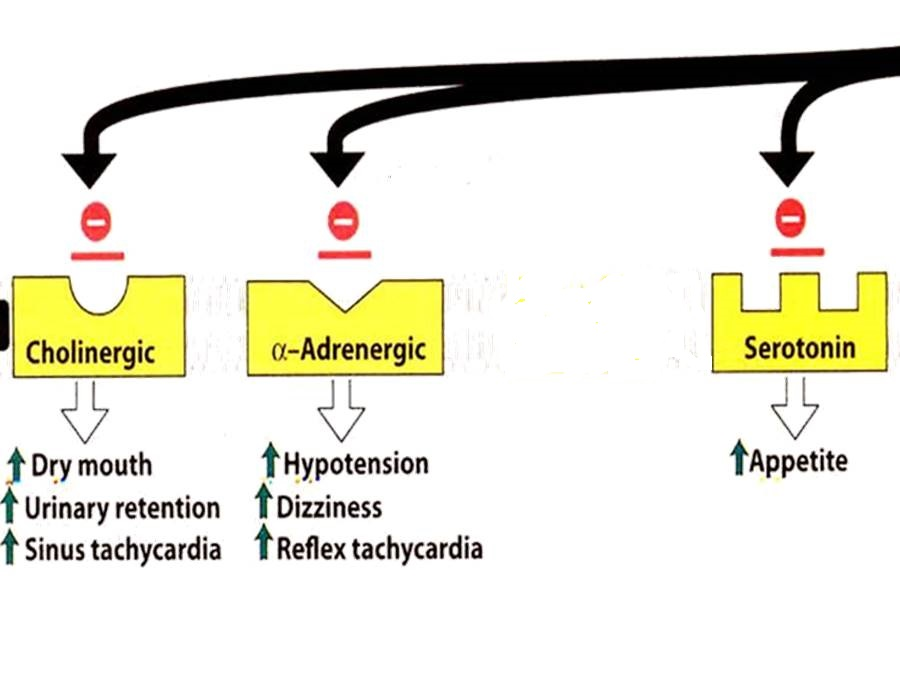 Cholinergic
α–Adrenergic
Serotonin
Dry mouth
Urinary retention
Sinus tachycardia
Hypotension
Dizziness
Reflex tachycardia
Appetite